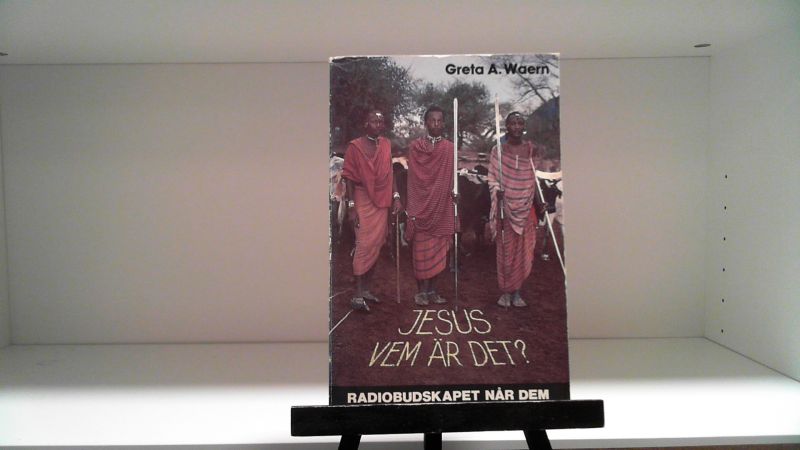 Greta A. Waern
JESUS
VEM ÄR DET?
RADIOBUDSKAPET NÅR DEM